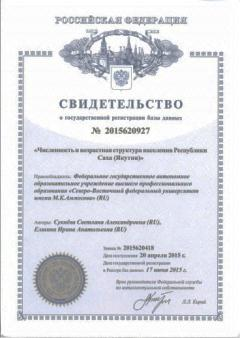 РОССИЙСКАЯ ФЕДЕРАЦИЯ
СВИДЕТЕЛЬСТВО
о государственной регистрации базы данных
№ 2015620927
«Численность и возрастная структура населения Республики
Саха (Якутия)»
Правообладатель: Федеральное государственное автономное
образовательное учреждение высшего профессионального
образования «Северо-Восточный федеральный университет
имени М.К.Аммосова» (RU)
Авторы: Сукнёва Светлана Александровна (RU),
Елшина Ирина Анатольевна (RU)
Заявка № 2015620418
Дата поступления 20 апреля 2015 г.
Дата государственной регистрации
в Реестре баз данных 17 июня 2015 г.
Врио руководителя Федеральной службы
по интеллектуальной собственности
Л.Л. Кирий